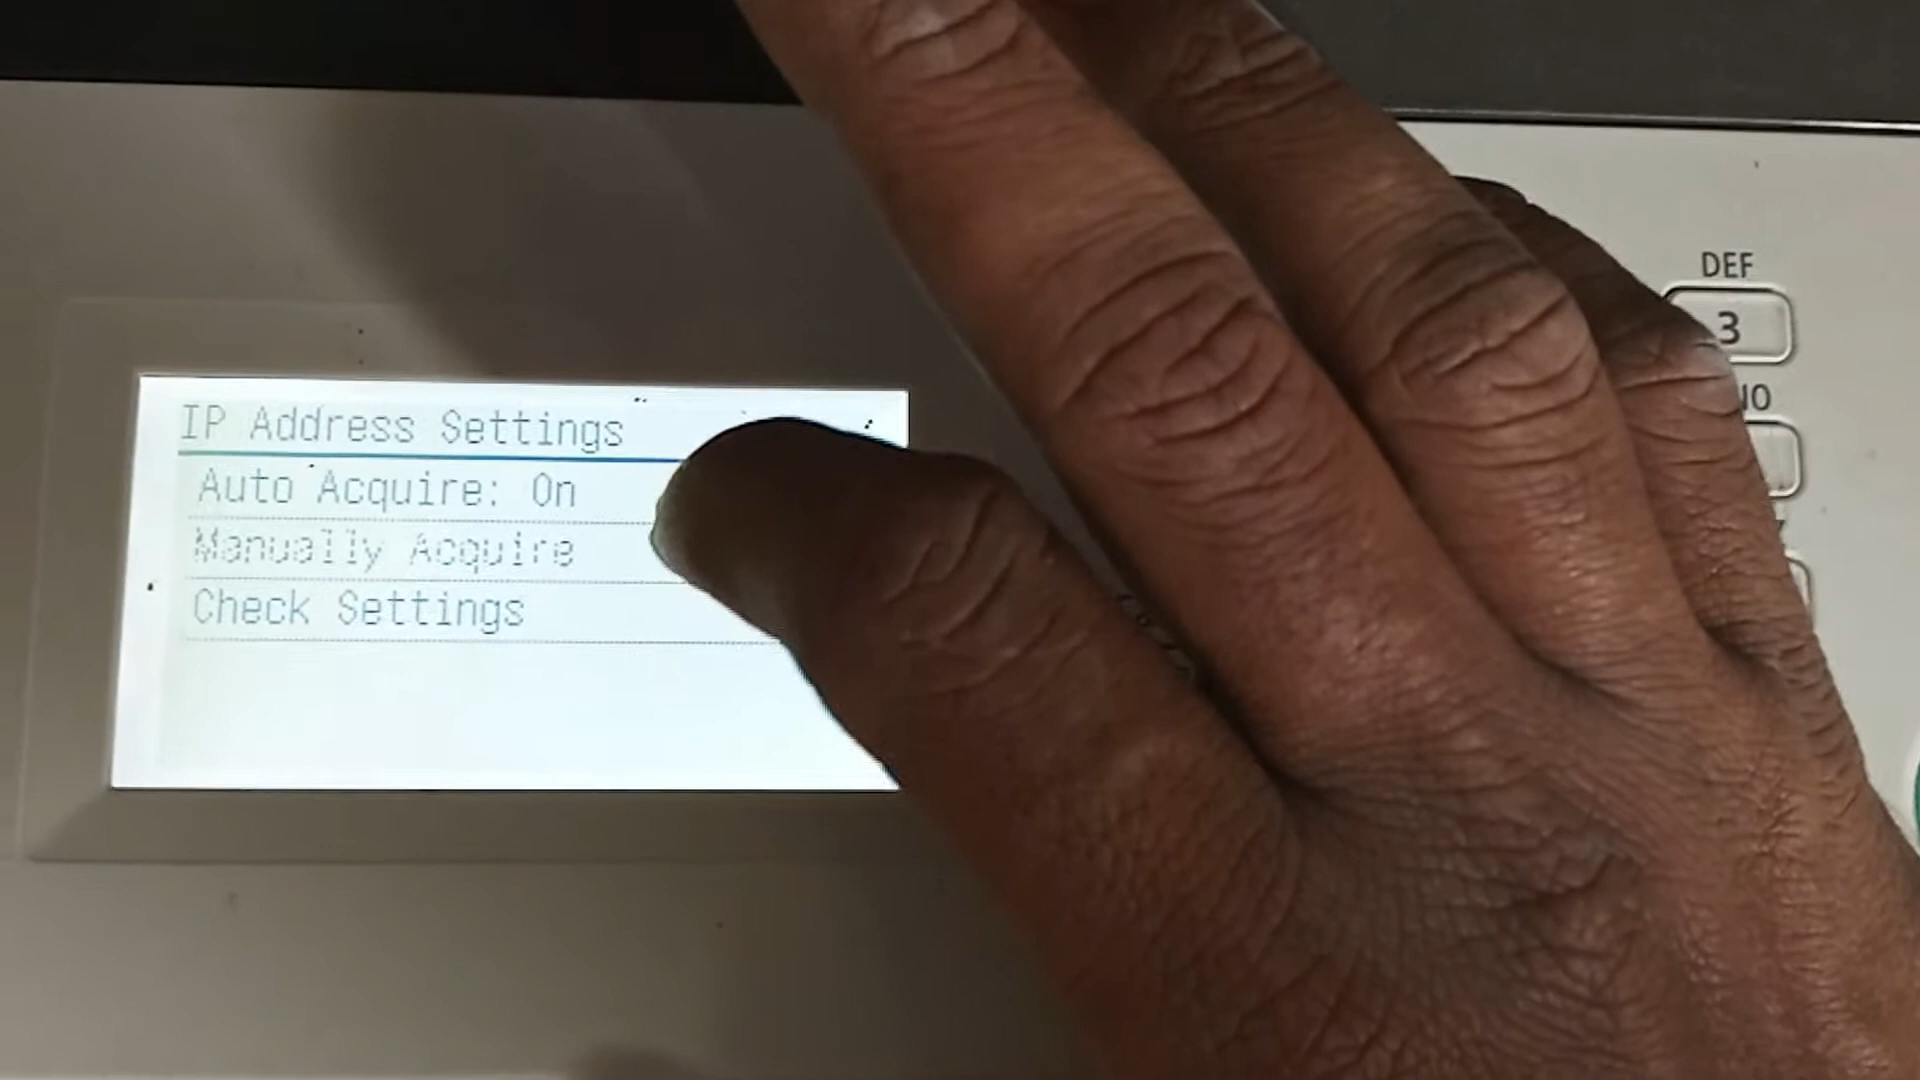 IP Address Settings
Auto Acquire: On
Manually Acquire
Check Settings
DEF
3